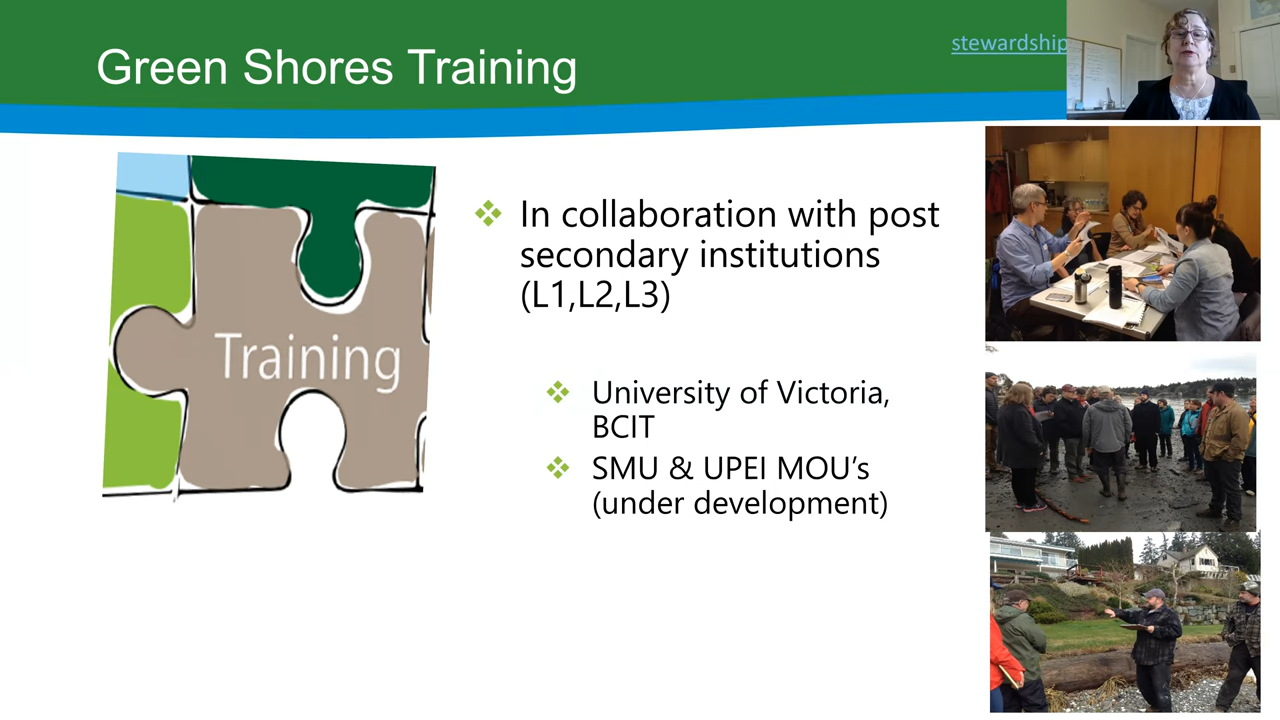 Green Shores Training
stewardship
In collaboration with post
secondary institutions
(L1,L2,L3)
Training
University of Victoria,
BCIT
SMU & UPEI MOU’s
(under development)